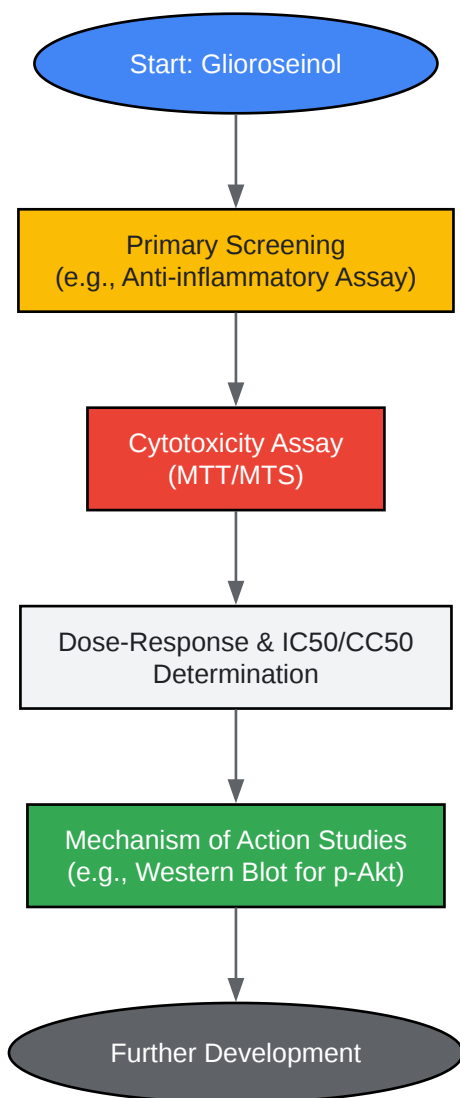 Start: Glioroseinol
Primary Screening
(e.g., Anti-inflammatory Assay)
Cytotoxicity Assay
(MTT/MTS)
Dose-Response & IC50/CC50
Determination
Mechanism of Action Studies
(e.g., Western Blot for p-Akt)
Further Development